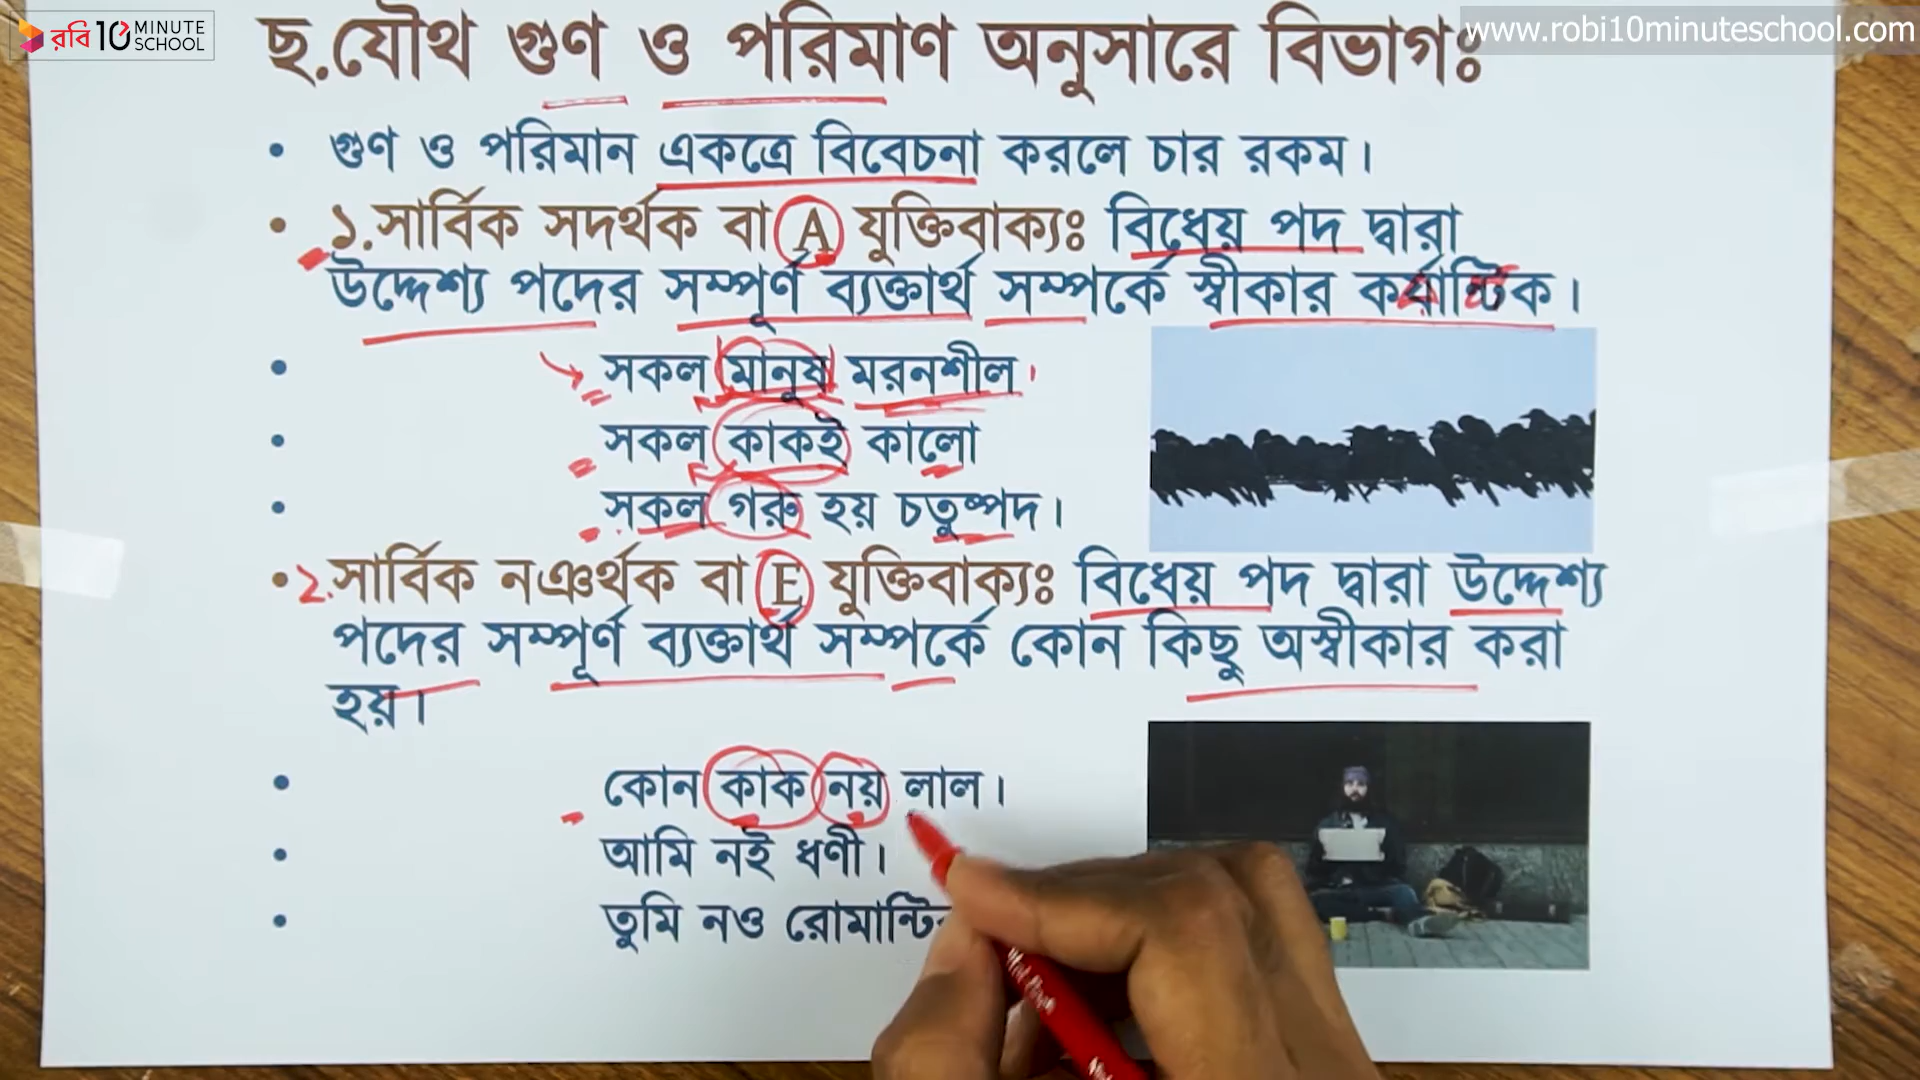 রবি 10 MINUTE SCHOOL
www.robi10minuteschool.com
ছ.যৌথ গুণ ও পরিমাণ অনুসারে বিভাগঃ
• গুণ ও পরিমান একত্রে বিবেচনা করলে চার রকম।
• ১.সার্বিক সদর্থক বা A যুক্তিবাক্যঃ বিধেয় পদ দ্বারা
উদ্দেশ্য পদের সম্পূর্ণ ব্যক্তার্থ সম্পর্কে স্বীকার
• সকল মানুষ মরনশীল।
• সকল কাকই কালো
• সকল গরু হয় চতুষ্পদ।
• ২.সার্বিক নঞর্থক বা E যুক্তিবাক্যঃ বিধেয় পদ দ্বারা উদ্দেশ্য
পদের সম্পূর্ণ ব্যক্তার্থ সম্পর্কে কোন কিছু অস্বীকার করা
হয়।
• কোন কাক নয় লাল।
• আমি নই ধণী।
• তুমি নও